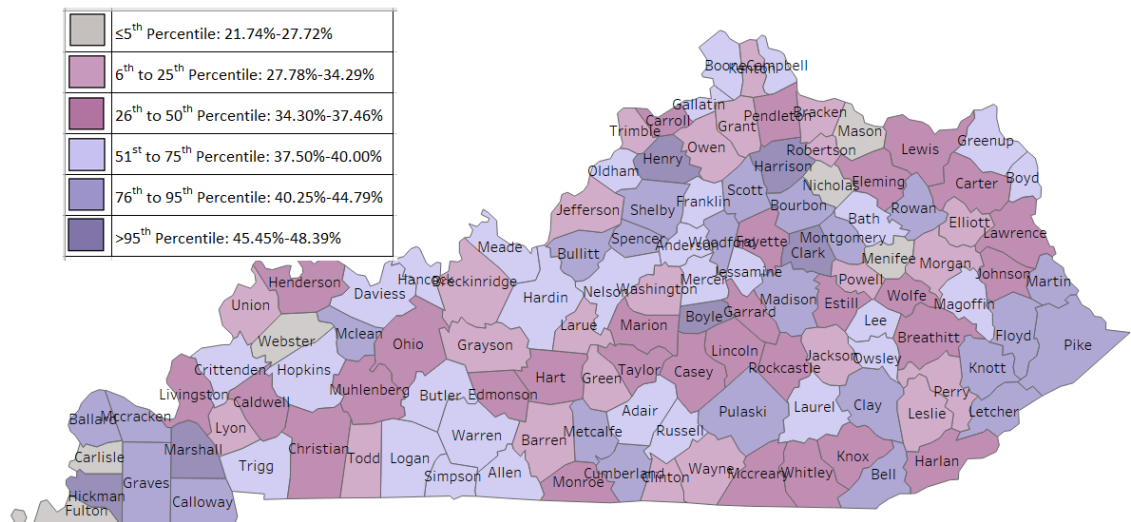 ≤5th Percentile: 21.74%-27.72%
6th to 25th Percentile: 27.78%-34.29%
26th to 50th Percentile: 34.30%-37.46%
51st to 75th Percentile: 37.50%-40.00%
76th to 95th Percentile: 40.25%-44.79%
>95th Percentile: 45.45%-48.39%
Boone Kenton Campbell
Gallatin
Carroll Pendleton Bracken
Trimble Grant Mason
Owen Robertson Lewis Greenup
Henry Harrison
Oldham Nicholas Fleming Carter Boyd
Scott
Jefferson Shelby Franklin Bourbon Rowan
Bath Elliott
Spencer Montgomery Lawrence
Meade Bullitt Anderson Woodford Fayette
Clark Menifee Morgan
Henderson Hancock Breckinridge Mercer Jessamine Powell Johnson Martin
Daviess Hardin Nelson Washington Madison Estill Wolfe Magoffin
Union
Larue Marion Boyle Garrard Lee
Webster Mclean Ohio Grayson Breathitt Floyd Pike
Lincoln Jackson Owsley
Crittenden Hopkins Hart Green Taylor Casey Rockcastle Knott
Livingston Caldwell Muhlenberg Butler Edmonson Perry
Ballard Mccracken Adair Pulaski Laurel Clay Leslie Letcher
Lyon Warren Barren Metcalfe Russell
Marshall Christian
Carlisle Trigg Todd Logan Knox Harlan
Graves Simpson Allen Monroe Cumberland Clinton Wayne Mccreary Whitley Bell
Hickman Calloway
Fulton